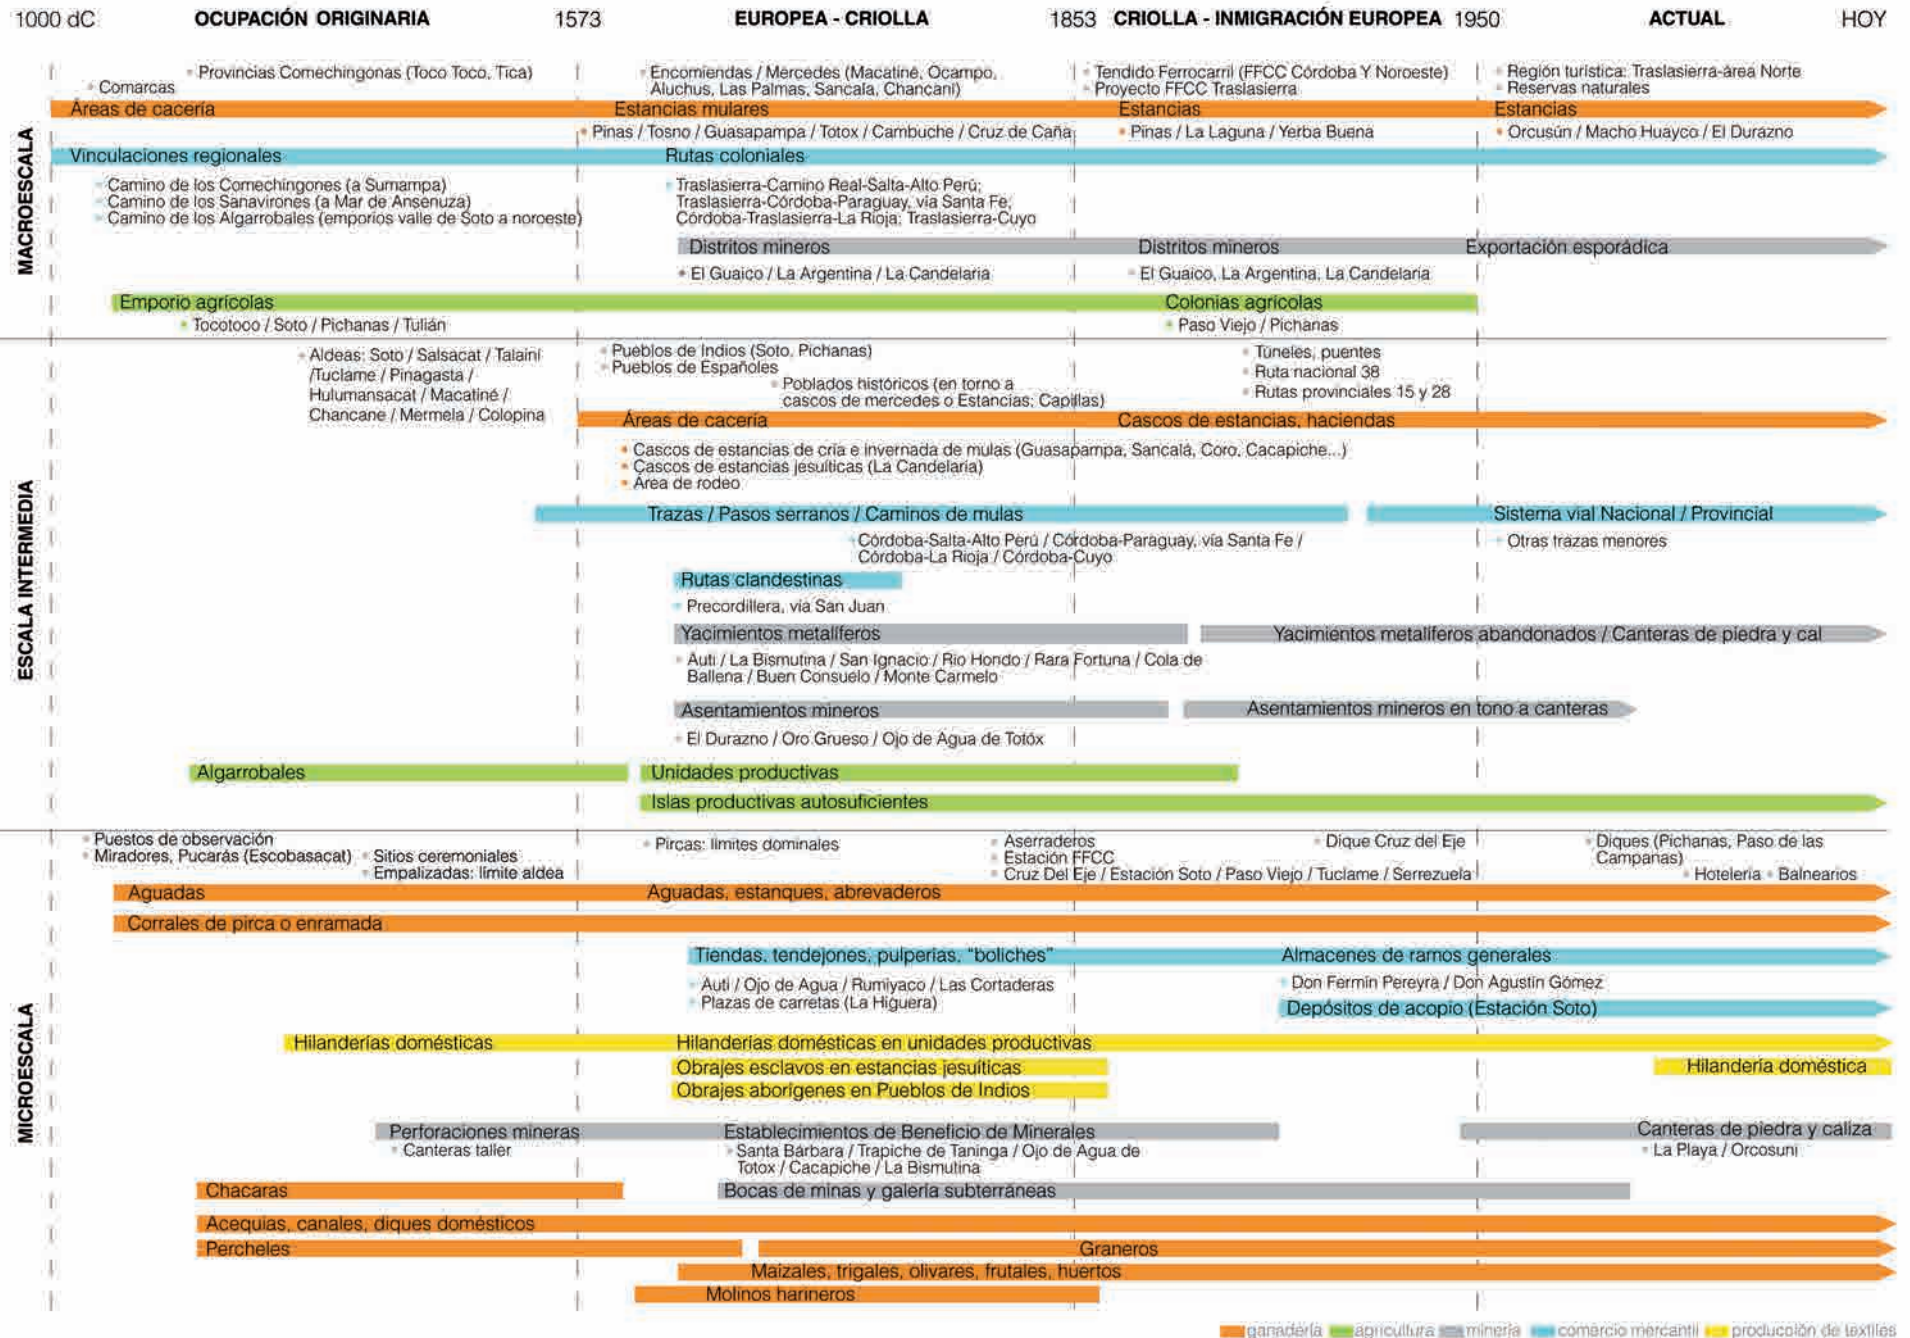 1000 dC OCUPACIÓN ORIGINARIA 1573 EUROPEA - CRIOLLA 1853 CRIOLLA - INMIGRACIÓN EUROPEA 1950 ACTUAL HOY
MACROESCALA
Provincias Comechingonas (Toco Toco, Tica)
Comarcas
Encomiendas / Mercedes (Macatiné, Ocampo,
Aluchus, Las Palmas, Sancala, Chancaní)
Tendido Ferrocarril (FFCC Córdoba Y Noroeste)
Proyecto FFCC Traslasierra
Región turística: Traslasierra-área Norte
Reservas naturales
Áreas de cacería Estancias mulares Estancias Estancias
Pinas / Tosno / Guasapampa / Totox / Cambuche / Cruz de Caña
Pinas / La Laguna / Yerba Buena
Orcusún / Macho Huayco / El Durazno
Vinculaciones regionales Rutas coloniales
Camino de los Comechingones (a Sumampa)
Camino de los Sanavirones (a Mar de Ansenuza)
Camino de los Algarrobales (emporios valle de Soto a noroeste)
Traslasierra-Camino Real-Salta-Alto Perú;
Traslasierra-Córdoba-Paraguay, vía Santa Fe;
Córdoba-Traslasierra-La Rioja; Traslasierra-Cuyo
Distritos mineros Distritos mineros Exportación esporádica
El Guaico / La Argentina / La Candelaria
El Guaico, La Argentina, La Candelaria
Emporio agrícolas Colonias agrícolas
Tocotoco / Soto / Pichanas / Tulián
Paso Viejo / Pichanas
ESCALA INTERMEDIA
Aldeas: Soto / Salsacat / Talainí
/Tuclame / Pinagasta /
Hulumansacat / Macatiné /
Chancane / Mermela / Colopina
Pueblos de Indios (Soto, Pichanas)
Pueblos de Españoles
Poblados históricos (en torno a
cascos de mercedes o Estancias; Capillas)
Túneles, puentes
Ruta nacional 38
Rutas provinciales 15 y 28
Áreas de cacería Cascos de estancias, haciendas
Cascos de estancias de cría e invernada de mulas (Guasapampa, Sancalá, Coro, Cacapiche...)
Cascos de estancias jesuíticas (La Candelaria)
Área de rodeo
Trazas / Pasos serranos / Caminos de mulas Sistema vial Nacional / Provincial
Córdoba-Salta-Alto Perú / Córdoba-Paraguay, vía Santa Fe /
Córdoba-La Rioja / Córdoba-Cuyo
Otras trazas menores
Rutas clandestinas
Precordillera, vía San Juan
Yacimientos metalíferos Yacimientos metalíferos abandonados / Canteras de piedra y cal
Auti / La Bismutina / San Ignacio / Rio Hondo / Rara Fortuna / Cola de
Ballena / Buen Consuelo / Monte Carmelo
Asentamientos mineros Asentamientos mineros en tono a canteras
El Durazno / Oro Grueso / Ojo de Agua de Totóx
Algarrobales Unidades productivas
Islas productivas autosuficientes
MICROESCALA
Puestos de observación
Miradores, Pucarás (Escobasacat)
Sitios ceremoniales
Empalizadas: límite aldea
Pircas: límites dominales
Aserraderos
Estación FFCC
Cruz Del Eje / Estación Soto / Paso Viejo / Tuclame / Serrezuela
Dique Cruz del Eje
Diques (Pichanas, Paso de las
Campanas)
Hotelería Balnearios
Aguadas Aguadas, estanques, abrevaderos
Corrales de pirca o enramada
Tiendas, tendejones, pulperías, "boliches" Almacenes de ramos generales
Auti / Ojo de Agua / Rumiyaco / Las Cortaderas
Plazas de carretas (La Higuera)
Don Fermín Pereyra / Don Agustín Gómez
Depósitos de acopio (Estación Soto)
Hilanderías domésticas Hilanderías domésticas en unidades productivas
Obrajes esclavos en estancias jesuíticas Hilandería doméstica
Obrajes aborígenes en Pueblos de Indios
Perforaciones mineras Establecimientos de Beneficio de Minerales Canteras de piedra y caliza
Canteras taller
Santa Bárbara / Trapiche de Taninga / Ojo de Agua de
Totox / Cacapiche / La Bismutina
La Playa / Orcosuni
Chacaras Bocas de minas y galería subterráneas
Acequias, canales, diques domésticos
Percheles Graneros
Maizales, trigales, olivares, frutales, huertos
Molinos harineros
ganadería agricultura minería comercio mercantil producción de textiles